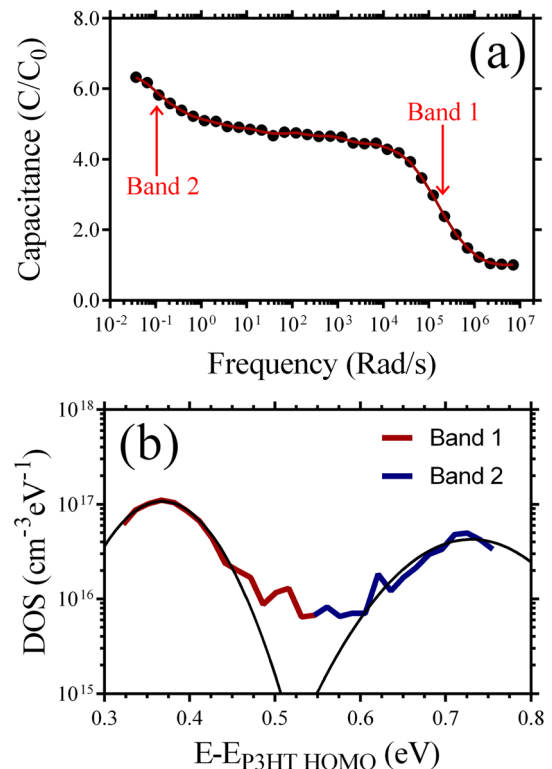 (a)
Capacitance (C/C₀)
8.0
6.0
4.0
2.0
0.0
Band 1
Band 2
10⁻² 10⁻¹ 10⁰ 10¹ 10² 10³ 10⁴ 10⁵ 10⁶ 10⁷
Frequency (Rad/s)
(b)
Band 1
Band 2
DOS (cm⁻³eV⁻¹)
10¹⁸
10¹⁷
10¹⁶
10¹⁵
0.3 0.4 0.5 0.6 0.7 0.8
E-E_P3HT HOMO (eV)